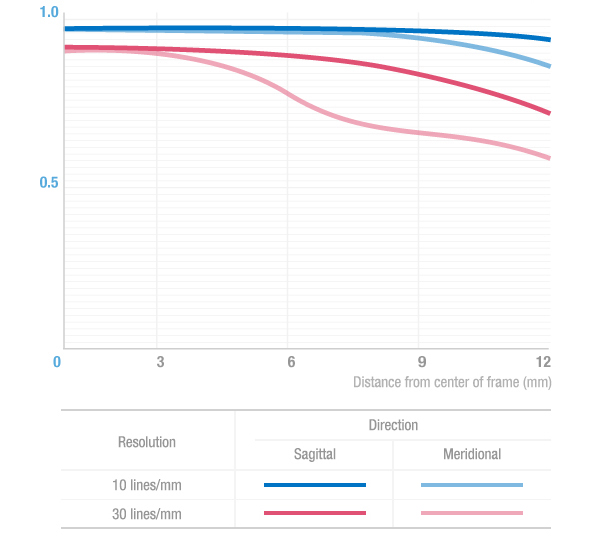 1.0
0.5
0 3 6 9 12
Distance from center of frame (mm)
Resolution
Direction
Sagittal Meridional
10 lines/mm
30 lines/mm